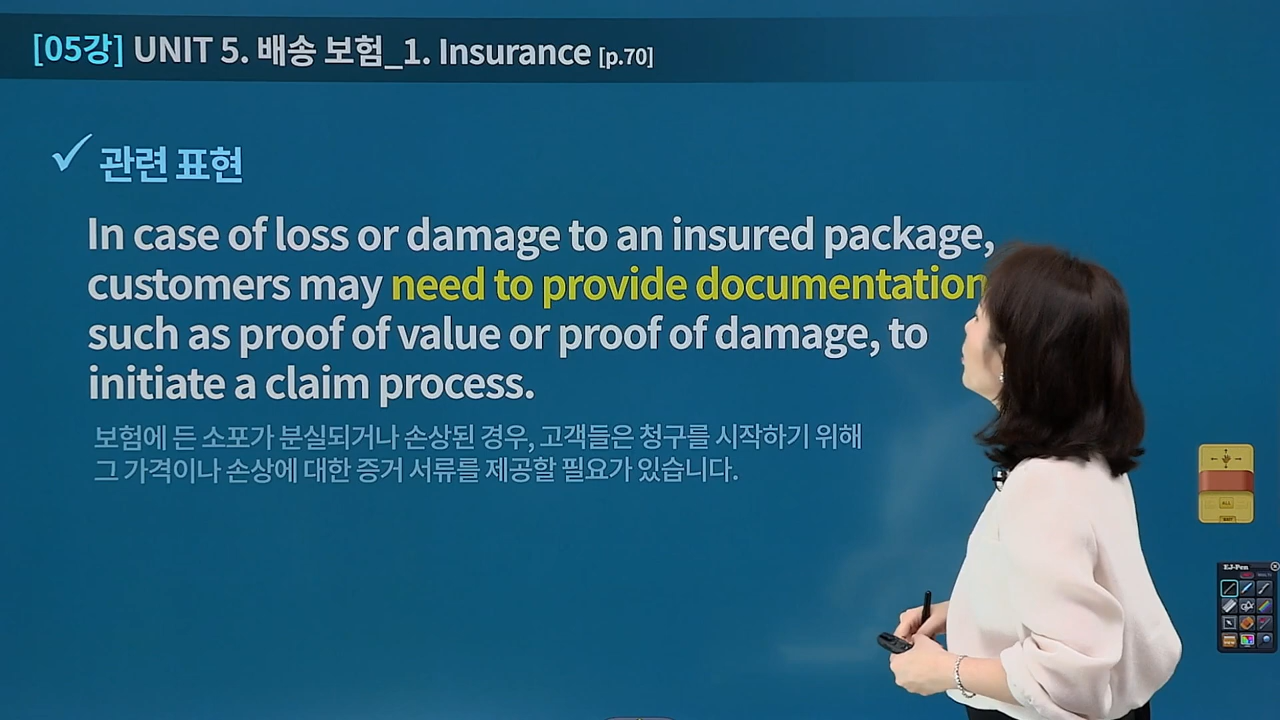 [05강] UNIT 5. 배송 보험_1. Insurance [p.70]
관련 표현
In case of loss or damage to an insured package,
customers may need to provide documentation
such as proof of value or proof of damage, to
initiate a claim process.
보험에 든 소포가 분실되거나 손상된 경우, 고객들은 청구를 시작하기 위해
그 가격이나 손상에 대한 증거 서류를 제공할 필요가 있습니다.
ALL
EXIT
EJ-Pen